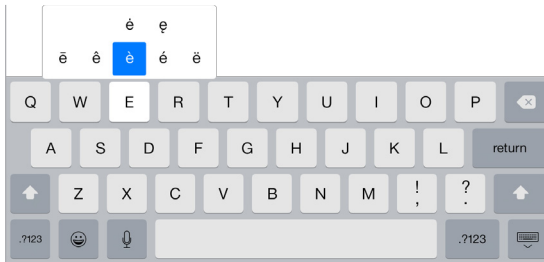 ė ę
ē ê è é ë
Q W E R T Y U I O P
A S D F G H J K L return
Z X C V B N M ! , ? .
.?123 .?123